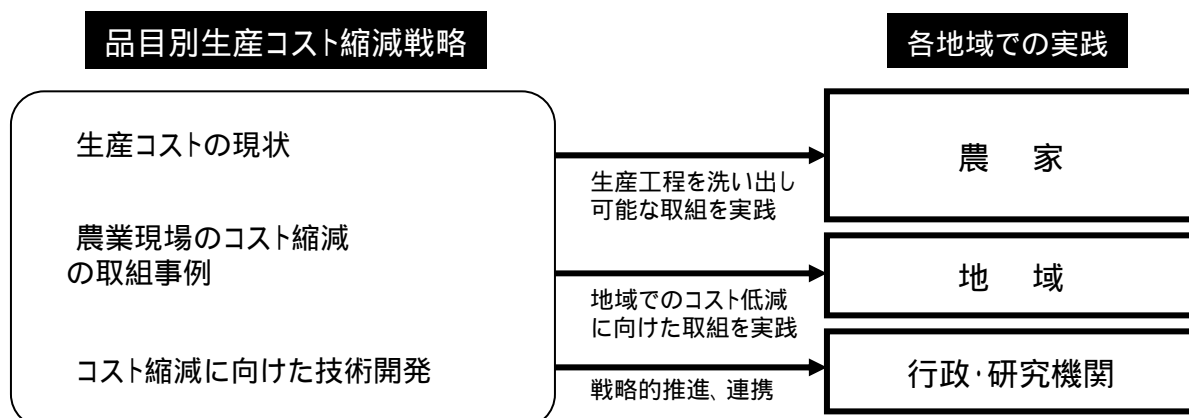 品目別生産コスト縮減戦略
各地域での実践
生産コストの現状
農業現場のコスト縮減
の取組事例
コスト縮減に向けた技術開発
生産工程を洗い出し
可能な取組を実践
地域でのコスト低減
に向けた取組を実践
戦略的推進、連携
農　家
地　域
行政・研究機関